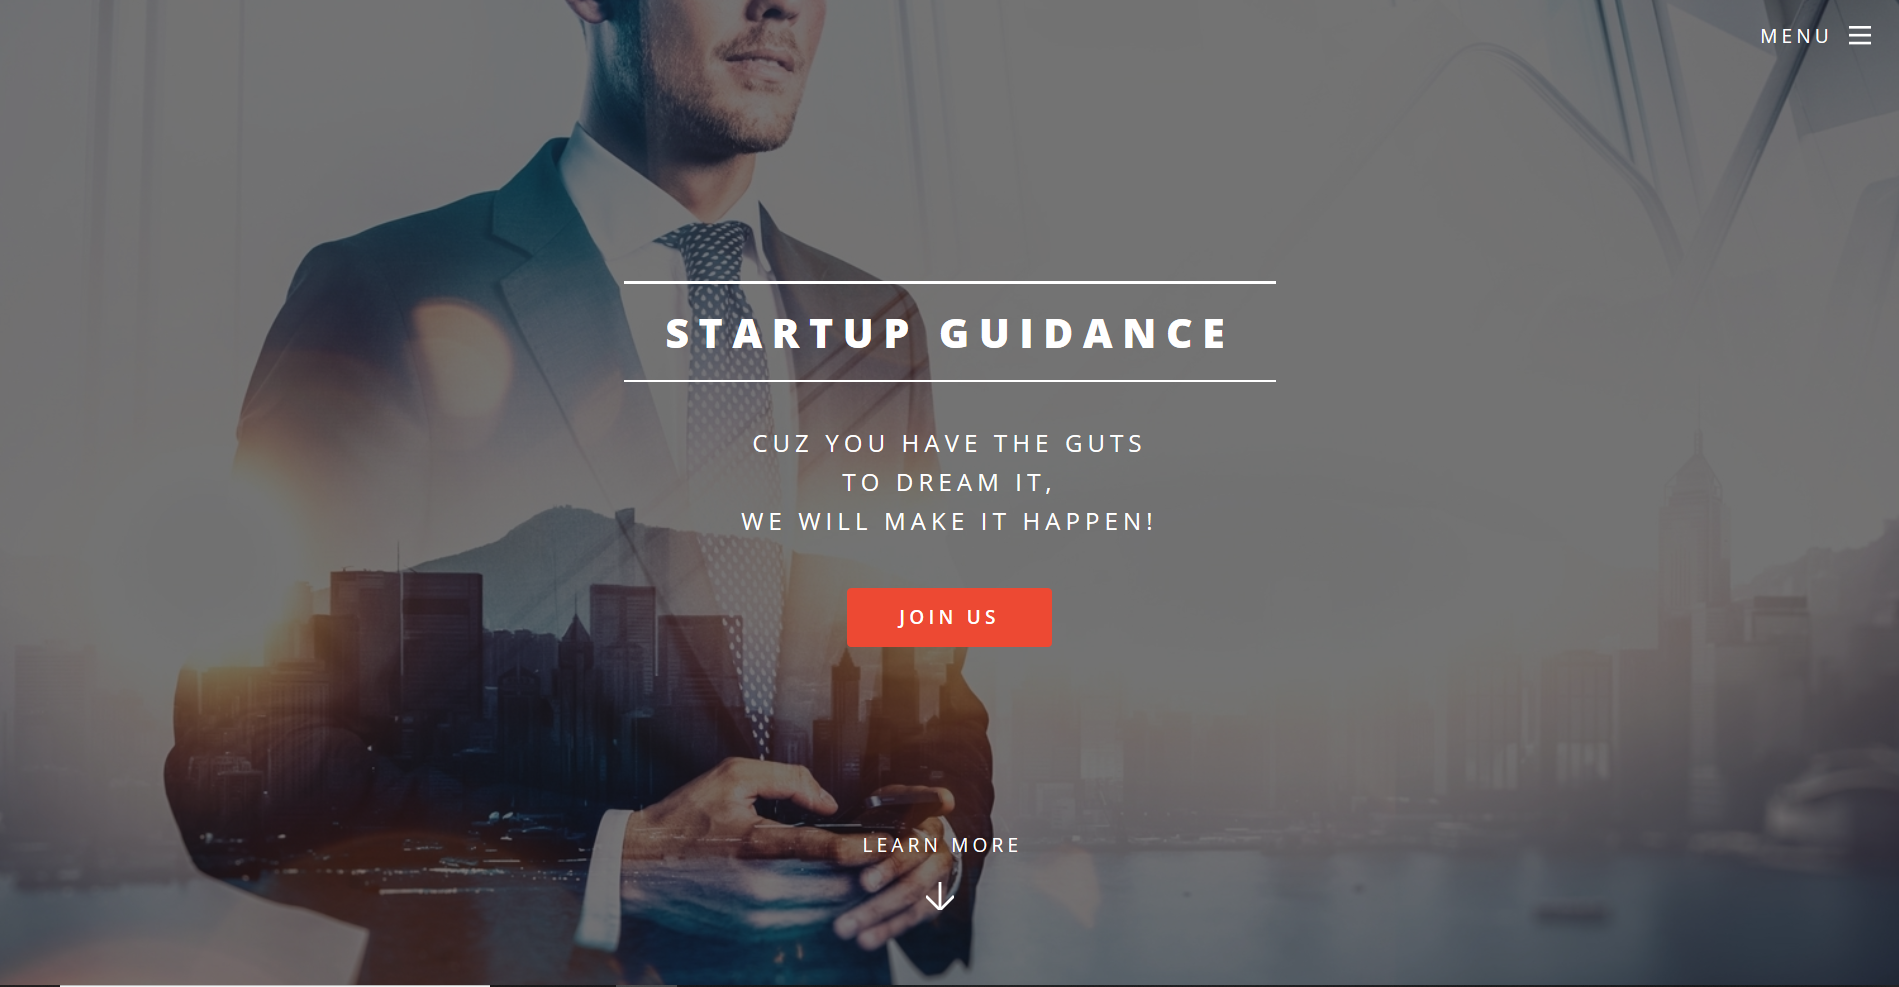 MENU
STARTUP GUIDANCE
CUZ YOU HAVE THE GUTS
TO DREAM IT,
WE WILL MAKE IT HAPPEN!
JOIN US
LEARN MORE